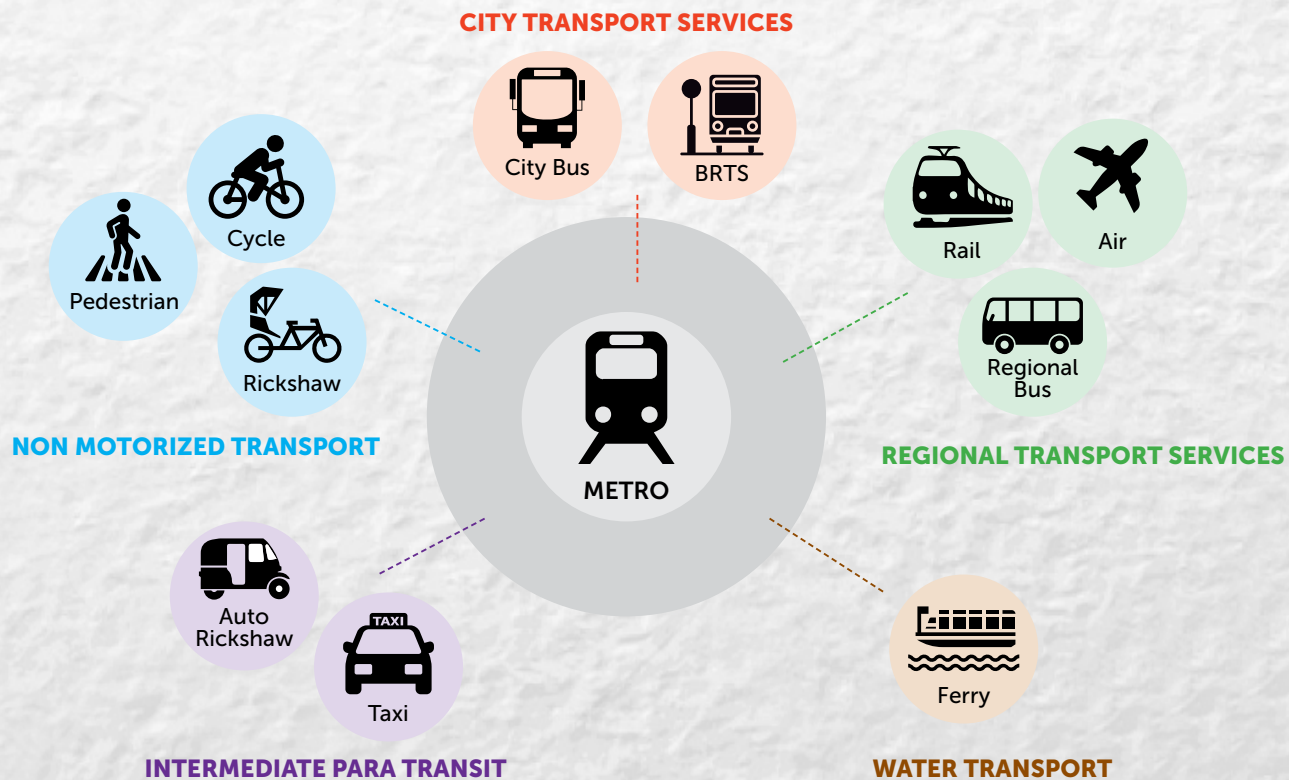 CITY TRANSPORT SERVICES
City Bus
BRTS
Cycle
Pedestrian
Rickshaw
NON MOTORIZED TRANSPORT
Rail
Air
Regional
Bus
REGIONAL TRANSPORT SERVICES
METRO
Auto
Rickshaw
TAXI
Taxi
INTERMEDIATE PARA TRANSIT
Ferry
WATER TRANSPORT